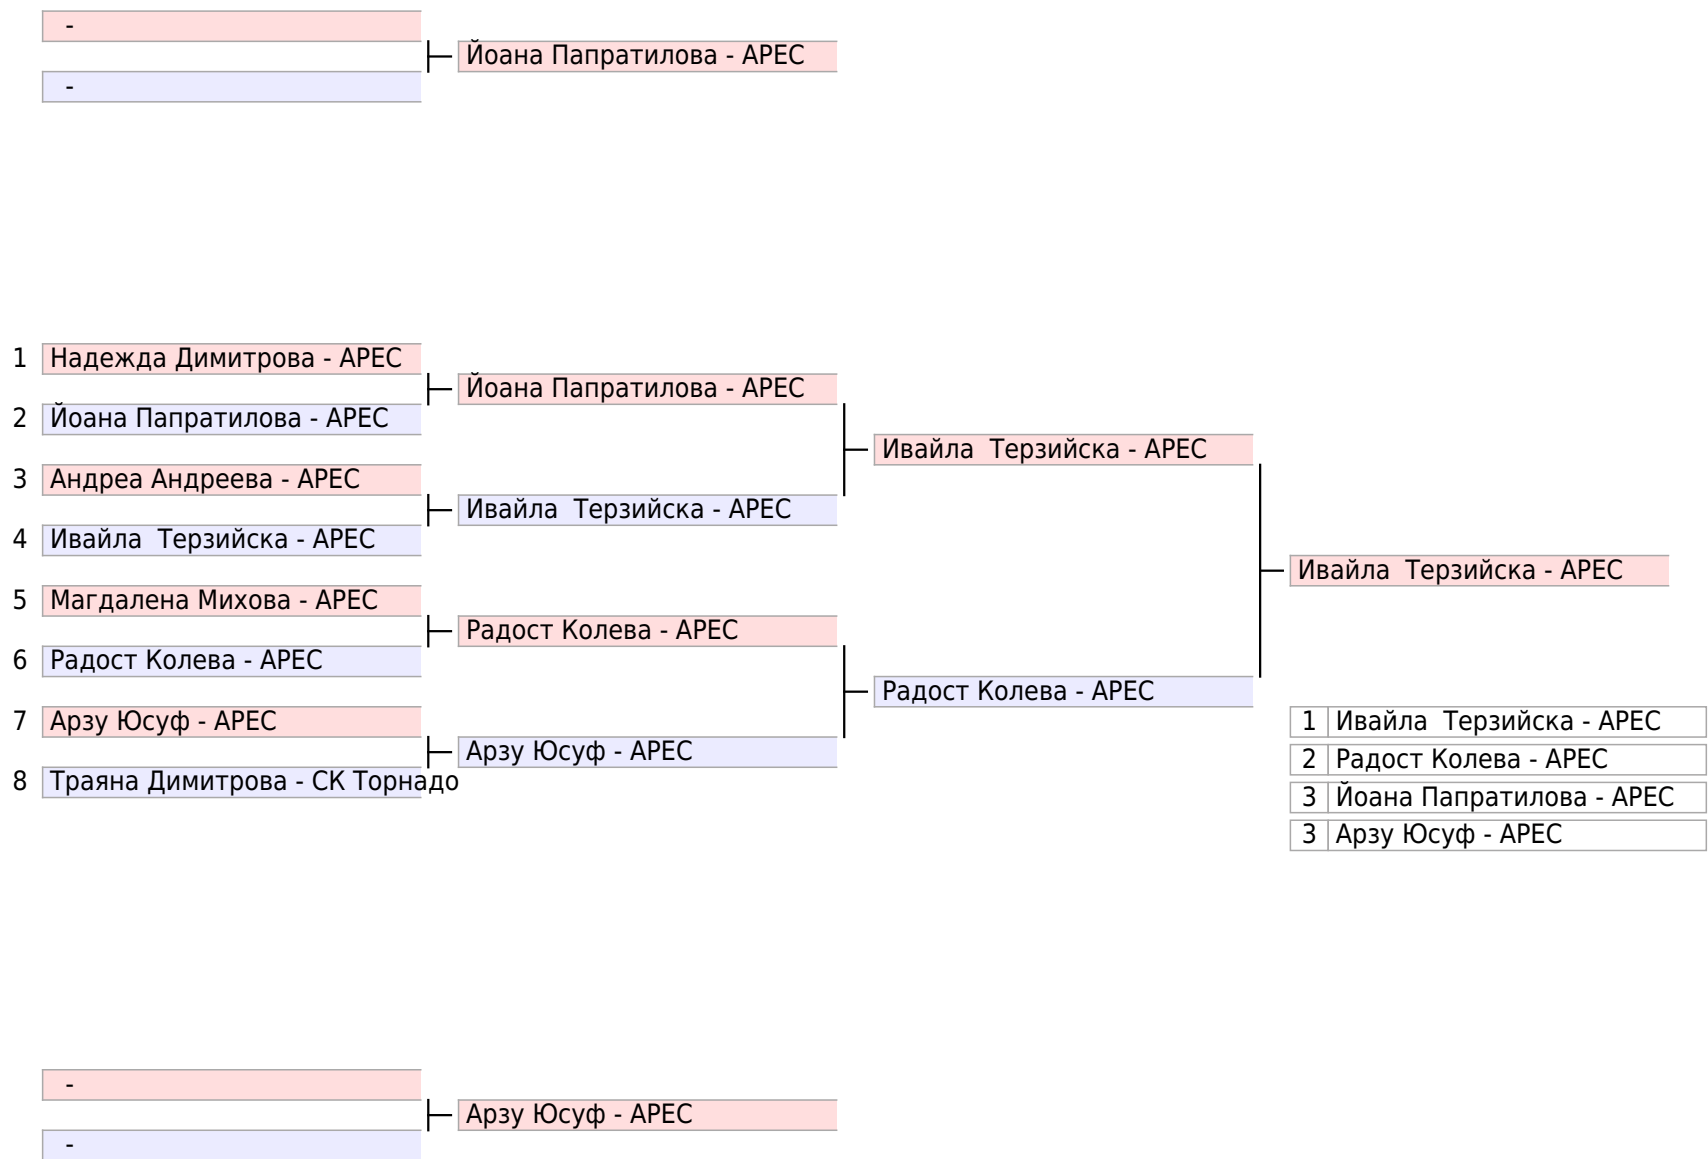 -
Йоана Папратилова - АРЕС
-
1 Надежда Димитрова - АРЕС
Йоана Папратилова - АРЕС
2 Йоана Папратилова - АРЕС
Ивайла  Терзийска - АРЕС
3 Андреа Андреева - АРЕС
Ивайла  Терзийска - АРЕС
4 Ивайла  Терзийска - АРЕС
Ивайла  Терзийска - АРЕС
5 Магдалена Михова - АРЕС
Радост Колева - АРЕС
6 Радост Колева - АРЕС
Радост Колева - АРЕС
7 Арзу Юсуф - АРЕС
1 Ивайла  Терзийска - АРЕС
Арзу Юсуф - АРЕС
2 Радост Колева - АРЕС
8 Траяна Димитрова - СК Торнадо
3 Йоана Папратилова - АРЕС
3 Арзу Юсуф - АРЕС
-
Арзу Юсуф - АРЕС
-